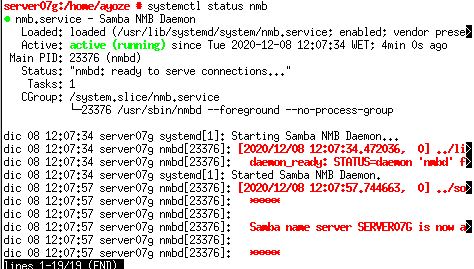 server07g:/home/ayoze # systemctl status nmb
● nmb.service - Samba NMB Daemon
Loaded: loaded (/usr/lib/systemd/system/nmb.service; enabled; vendor prese>
Active: active (running) since Tue 2020-12-08 12:07:34 WET; 4min 0s ago
Main PID: 23376 (nmbd)
Status: "nmbd: ready to serve connections..."
Tasks: 1
CGroup: /system.slice/nmb.service
└─23376 /usr/sbin/nmbd --foreground --no-process-group
dic 08 12:07:34 server07g systemd[1]: Starting Samba NMB Daemon...
dic 08 12:07:34 server07g nmbd[23376]: [2020/12/08 12:07:34.472036,  0] ../li>
dic 08 12:07:34 server07g nmbd[23376]:   daemon_ready: STATUS=daemon 'nmbd' f>
dic 08 12:07:34 server07g systemd[1]: Started Samba NMB Daemon.
dic 08 12:07:57 server07g nmbd[23376]: [2020/12/08 12:07:57.744663,  0] ../so>
dic 08 12:07:57 server07g nmbd[23376]:   *****
dic 08 12:07:57 server07g nmbd[23376]:
dic 08 12:07:57 server07g nmbd[23376]:   Samba name server SERVER07G is now a>
dic 08 12:07:57 server07g nmbd[23376]:
dic 08 12:07:57 server07g nmbd[23376]:   *****
lines 1-19/19 (END)